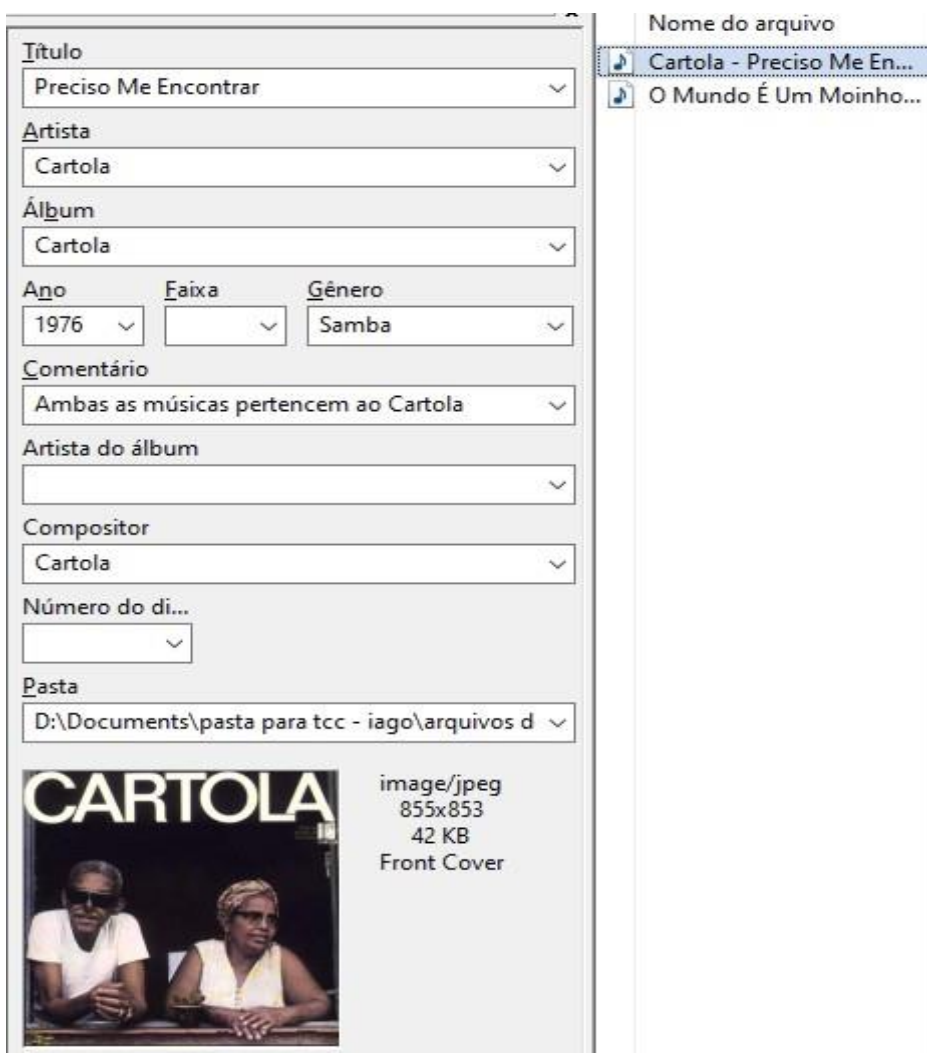 Título
Preciso Me Encontrar
Artista
Cartola
Álbum
Cartola
Ano Faixa Gênero
1976 Samba
Comentário
Ambas as músicas pertencem ao Cartola
Artista do álbum
Compositor
Cartola
Número do di...
Pasta
D:\Documents\pasta para tcc - iago\arquivos d
CARTOLA
image/jpeg
855x853
42 KB
Front Cover
Nome do arquivo
Cartola - Preciso Me En...
O Mundo É Um Moinho...